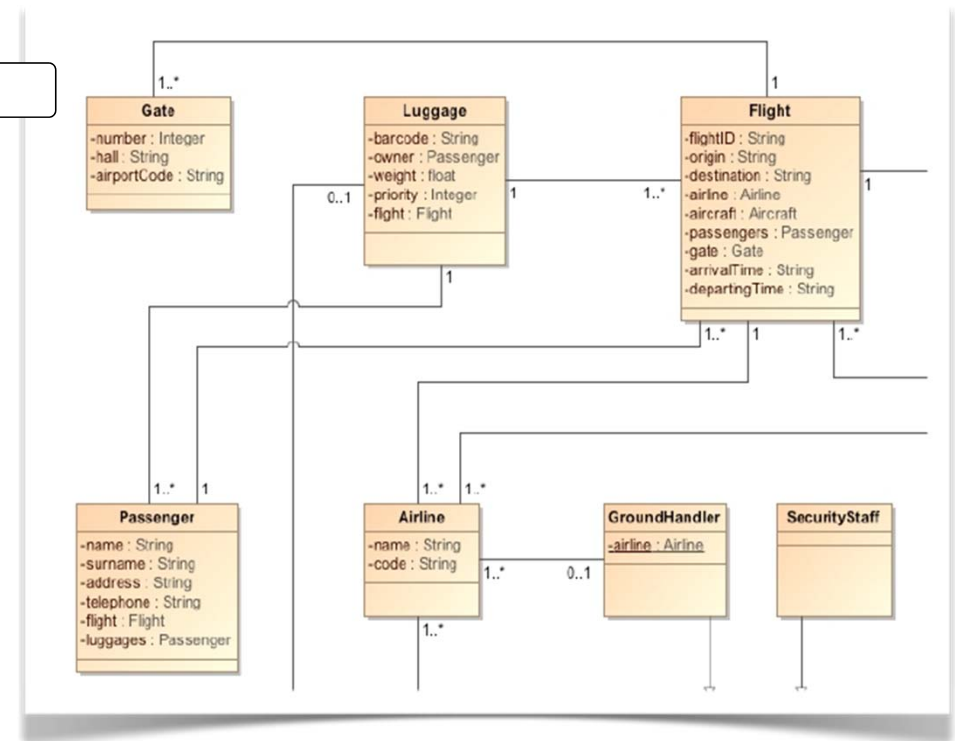 1..*
1
Gate
-number : Integer
-hall : String
-airportCode : String
Luggage
-barcode : String
-owner : Passenger
-weight : float
-priority : Integer
-flight : Flight
0..1
1
1..*
1
Flight
-flightID : String
-origin : String
-destination : String
-airline : Airline
-aircraft : Aircraft
-passengers : Passenger
-gate : Gate
-arrivalTime : String
-departingTime : String
1
1..*
1
1..*
1..*
1
1..*
1..*
Passenger
-name : String
-surname : String
-address : String
-telephone : String
-flight : Flight
-luggages : Passenger
Airline
-name : String
-code : String
1..*
0..1
1..*
GroundHandler
-airline : Airline
SecurityStaff